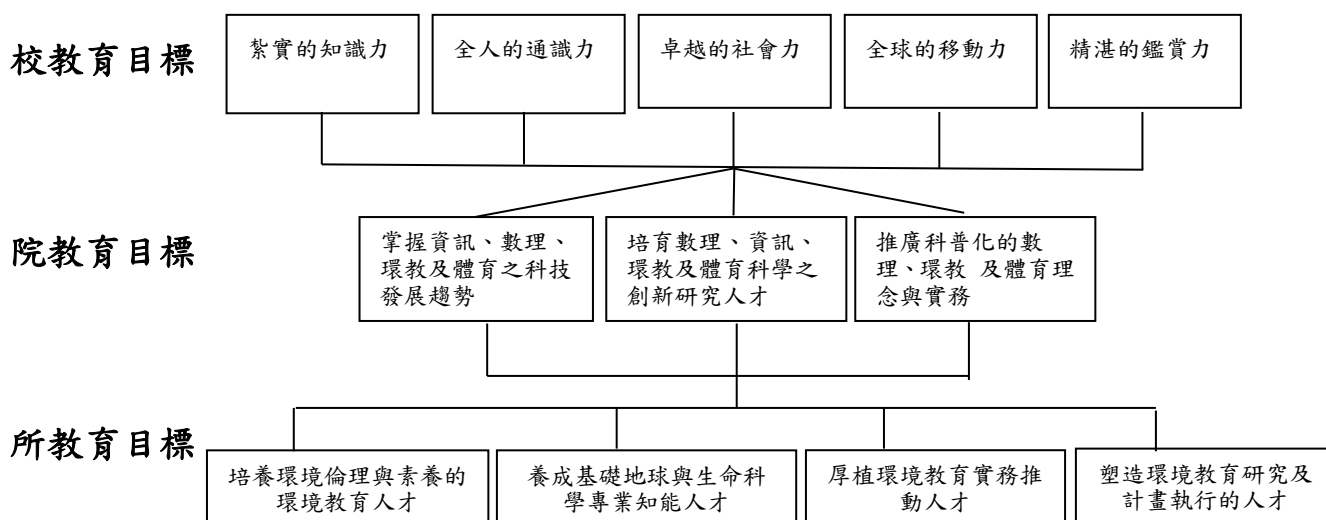 校教育目標
紮實的知識力
全人的通識力
卓越的社會力
全球的移動力
精湛的鑑賞力
院教育目標
掌握資訊、數理、
環教及體育之科技
發展趨勢
培育數理、資訊、
環教及體育科學之
創新研究人才
推廣科普化的數
理、環教 及體育理
念與實務
所教育目標
培養環境倫理與素養的
環境教育人才
養成基礎地球與生命科
學專業知能人才
厚植環境教育實務推
動人才
塑造環境教育研究及
計畫執行的人才